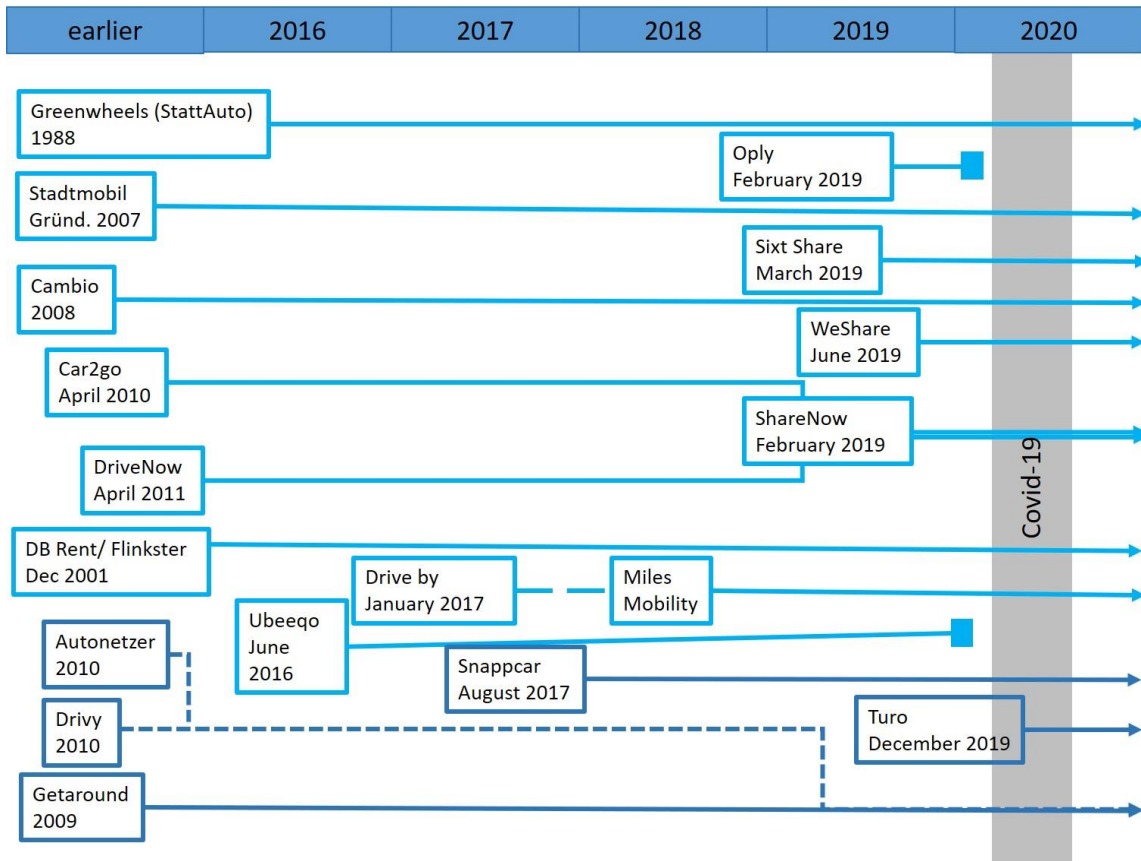 earlier
2016
2017
2018
2019
2020
Greenwheels (StattAuto)
1988
Oply
February 2019
Stadtmobil
Gründ. 2007
Sixt Share
March 2019
Cambio
2008
WeShare
June 2019
Car2go
April 2010
ShareNow
February 2019
DriveNow
April 2011
Covid-19
DB Rent/ Flinkster
Dec 2001
Drive by
January 2017
Miles
Mobility
Ubeeqo
June
2016
Autonetzer
2010
Snappcar
August 2017
Drivy
2010
Turo
December 2019
Getaround
2009